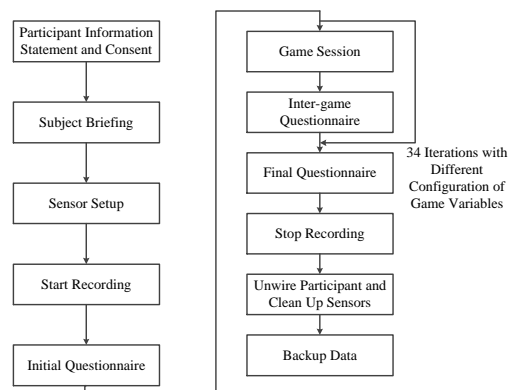 Participant Information
Statement and Consent
Subject Briefing
Sensor Setup
Start Recording
Initial Questionnaire
Game Session
Inter-game
Questionnaire
34 Iterations with
Different
Configuration of
Game Variables
Final Questionnaire
Stop Recording
Unwire Participant and
Clean Up Sensors
Backup Data